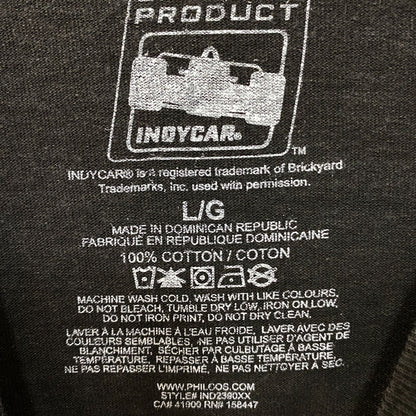 PRODUCT
INDYCAR®
TM
INDYCAR® is a registered trademark of Brickyard
Trademarks, Inc. used with permission.
L/G
MADE IN DOMINICAN REPUBLIC
FABRIQUÉ EN RÉPUBLIQUE DOMINICAINE
100% COTTON / COTON
MACHINE WASH COLD, WASH WITH LIKE COLOURS,
DO NOT BLEACH, TUMBLE DRY LOW, IRON ON LOW,
DO NOT IRON PRINT, DO NOT DRY CLEAN.
LAVER À LA MACHINE À L'EAU FROIDE, LAVER AVEC DES
COULEURS SEMBLABLES, NE PAS UTILISER D'AGENT DE
BLANCHIMENT, SÉCHER PAR CULBUTAGE À BASSE
TEMPÉRATURE, REPASSER À BASSE TEMPÉRATURE,
NE PAS REPASSER L'IMPRIMÉ, NE PAS NETTOYER À SEC.
WWW.PHILCOS.COM
STYLE# IND2390XX
CA# 41900 RN# 158447